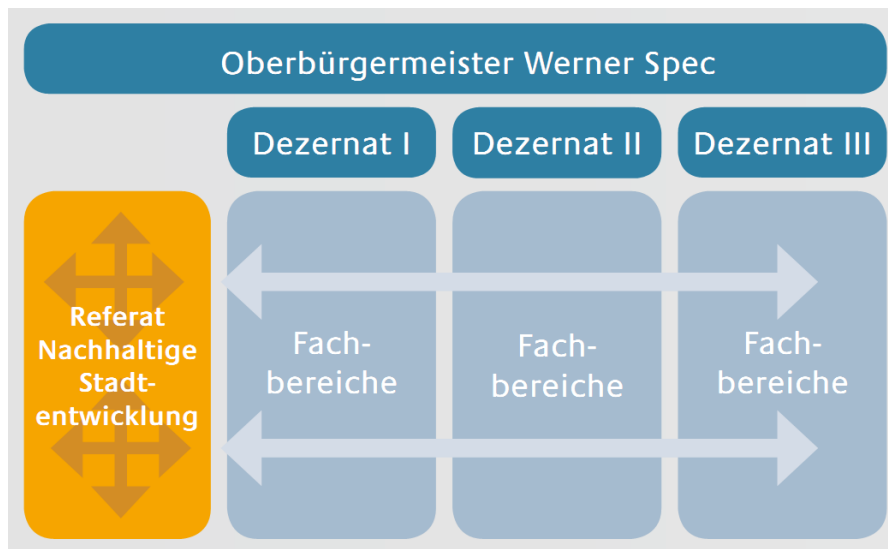 Oberbürgermeister Werner Spec
Dezernat I
Dezernat II
Dezernat III
Referat
Nachhaltige
Stadt-
entwicklung
Fach-
bereiche
Fach-
bereiche
Fach-
bereiche